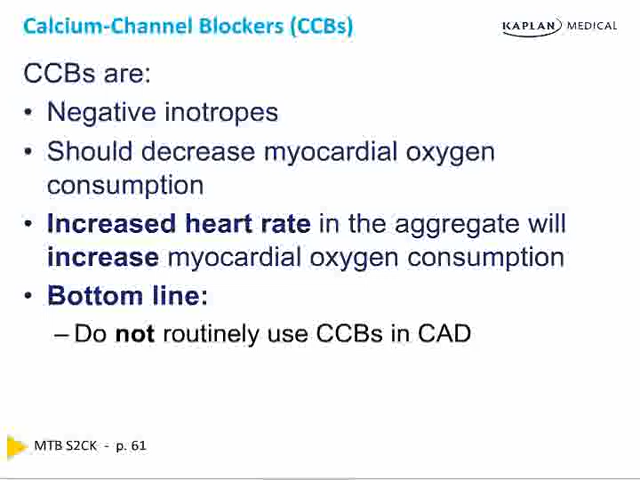 Calcium-Channel Blockers (CCBs)
KAPLAN MEDICAL
CCBs are:
• Negative inotropes
• Should decrease myocardial oxygen
consumption
• Increased heart rate in the aggregate will
increase myocardial oxygen consumption
• Bottom line:
– Do not routinely use CCBs in CAD
MTB S2CK - p. 61